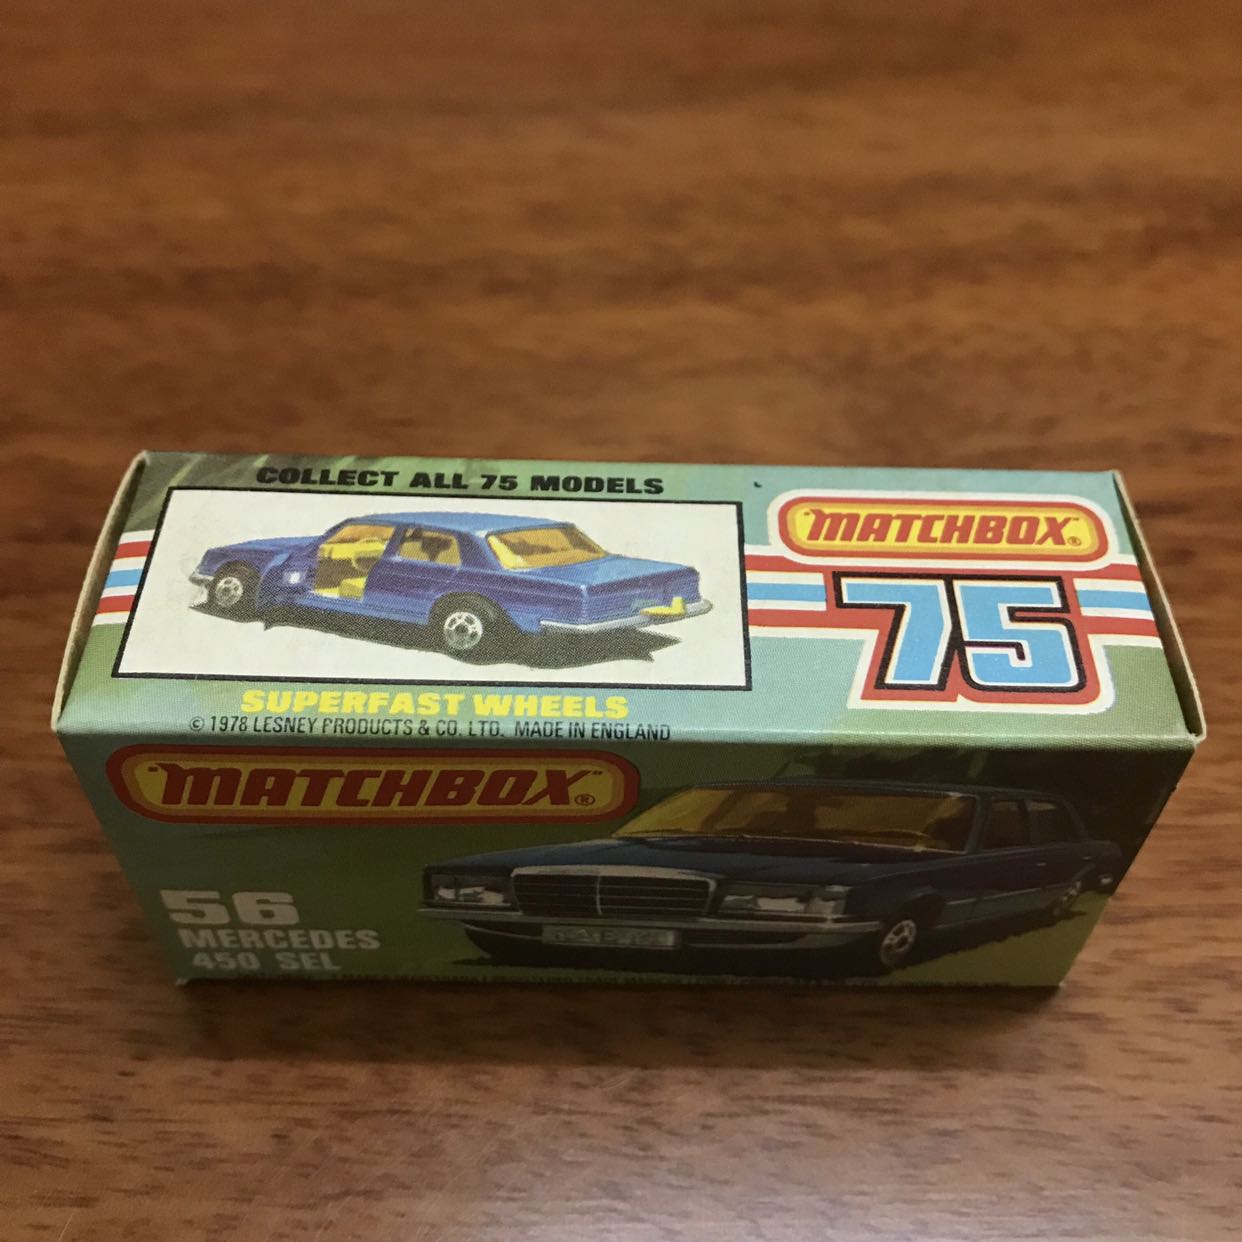 COLLECT ALL 75 MODELS
"MATCHBOX"®
75
SUPERFAST WHEELS
© 1978 LESNEY PRODUCTS & CO. LTD. MADE IN ENGLAND
"MATCHBOX"®
56
MERCEDES
450 SEL